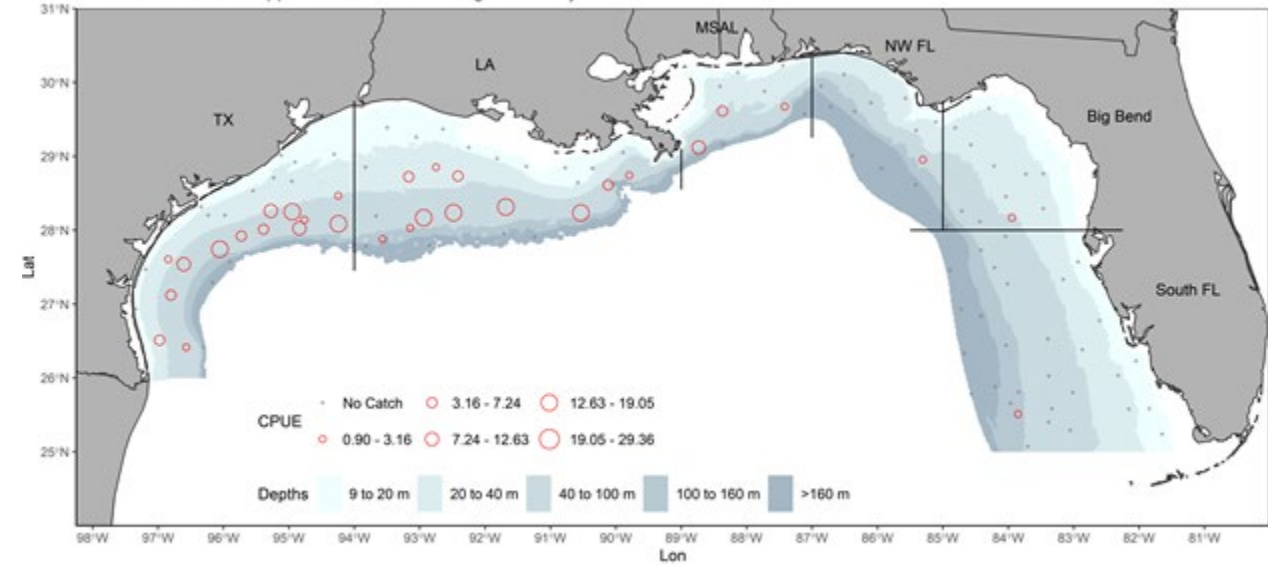 31°N
30°N
29°N
28°N
27°N
26°N
25°N
Lat
MSAL
NW FL
LA
TX
Big Bend
South FL
CPUE
No Catch
3.16 - 7.24
12.63 - 19.05
0.90 - 3.16
7.24 - 12.63
19.05 - 29.36
Depths
9 to 20 m
20 to 40 m
40 to 100 m
100 to 160 m
>160 m
98°W 97°W 96°W 95°W 94°W 93°W 92°W 91°W 90°W 89°W 88°W 87°W 86°W 85°W 84°W 83°W 82°W 81°W
Lon